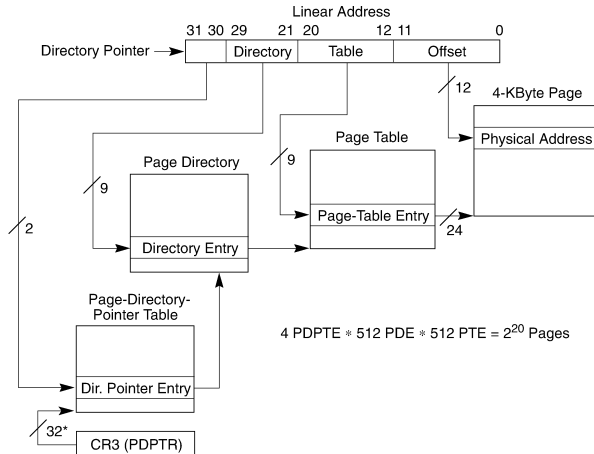 Linear Address
31 30 29 21 20 12 11 0
Directory Pointer
Directory
Table
Offset
12
4-KByte Page
Page Table
Physical Address
Page Directory
9
9
Page-Table Entry
24
2
Directory Entry
Page-Directory-
Pointer Table
4 PDPTE * 512 PDE * 512 PTE = 2²⁰ Pages
Dir. Pointer Entry
32*
CR3 (PDPTR)